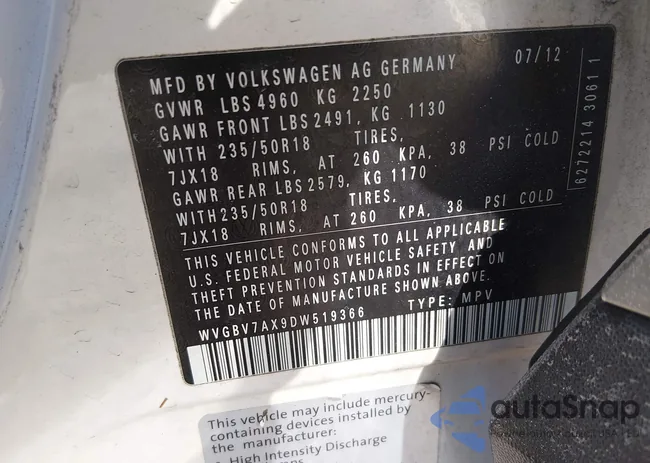 MFD BY VOLKSWAGEN AG GERMANY 07/12
GVWR LBS 4960 KG 2250
GAWR FRONT LBS 2491, KG 1130
WITH 235/50R18 TIRES,
7JX18 RIMS, AT 260 KPA, 38 PSI COLD
GAWR REAR LBS 2579, KG 1170
WITH 235/50R18 TIRES,
7JX18 RIMS, AT 260 KPA, 38 PSI COLD
THIS VEHICLE CONFORMS TO ALL APPLICABLE
U.S. FEDERAL MOTOR VEHICLE SAFETY AND
THEFT PREVENTION STANDARDS IN EFFECT ON
THE DATE OF MANUFACTURE SHOWN ABOVE.
WVGBV7AX9DW519366 TYPE: MPV
62722143061 1
This vehicle may include mercury-
containing devices installed by
the manufacturer:
High Intensity Discharge
autoSnap